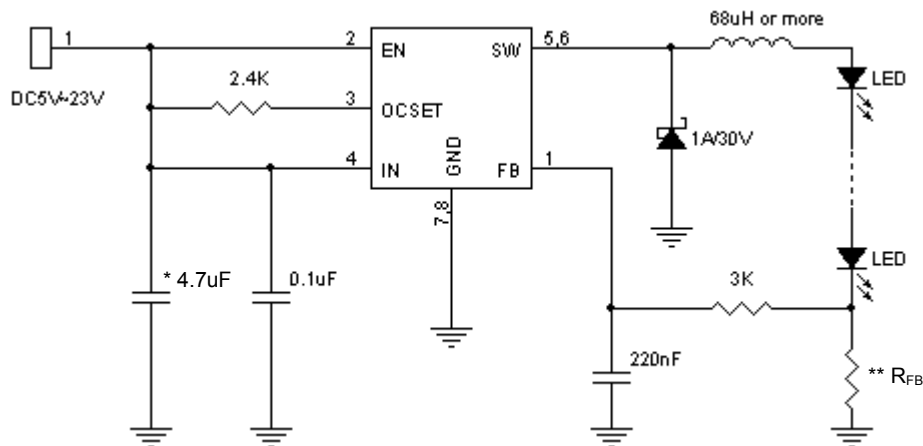 68uH or more
1
2
EN
SW
5,6
LED
2.4K
DC5V~23V
3
OCSET
1A/30V
4
IN
GND
FB
1
7,8
LED
* 4.7uF
0.1uF
3K
220nF
** RFB